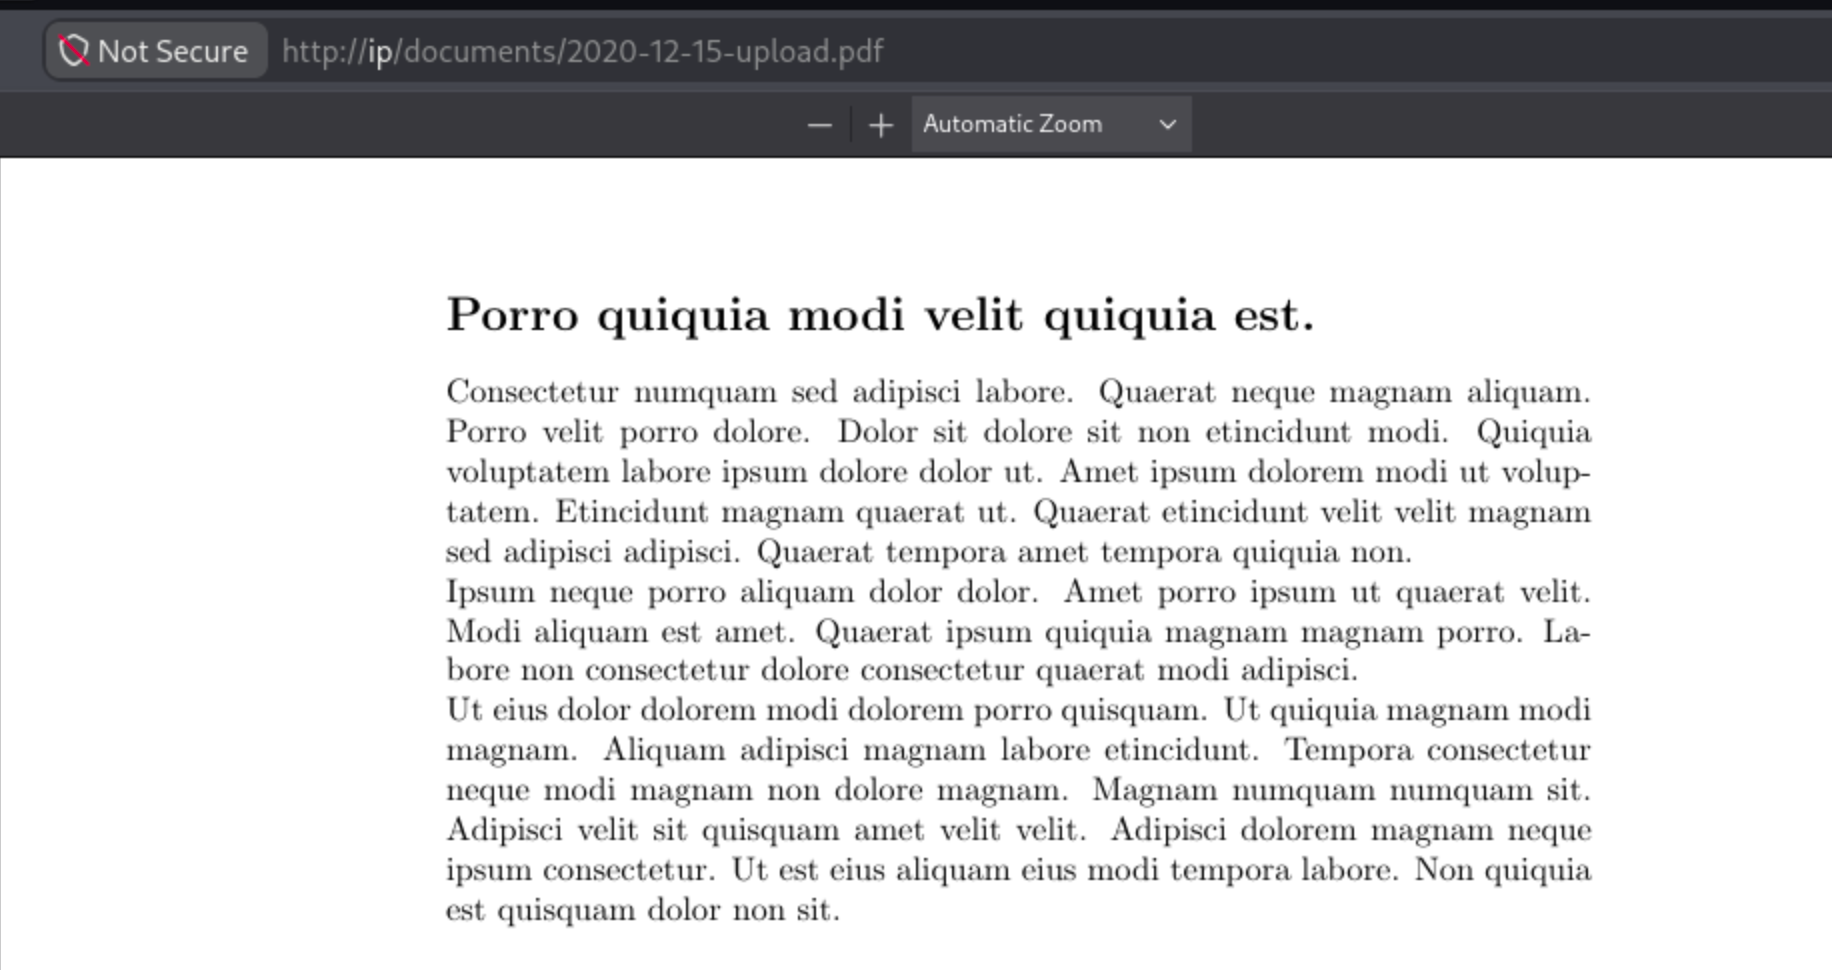 Not Secure http://ip/documents/2020-12-15-upload.pdf
Automatic Zoom
Porro quiquia modi velit quiquia est.
Consectetur numquam sed adipisci labore. Quaerat neque magnam aliquam.
Porro velit porro dolore. Dolor sit dolore sit non etincidunt modi. Quiquia
voluptatem labore ipsum dolore dolor ut. Amet ipsum dolorem modi ut volup-
tatem. Etincidunt magnam quaerat ut. Quaerat etincidunt velit velit magnam
sed adipisci adipisci. Quaerat tempora amet tempora quiquia non.
Ipsum neque porro aliquam dolor dolor. Amet porro ipsum ut quaerat velit.
Modi aliquam est amet. Quaerat ipsum quiquia magnam magnam porro. La-
bore non consectetur dolore consectetur quaerat modi adipisci.
Ut eius dolor dolorem modi dolorem porro quisquam. Ut quiquia magnam modi
magnam. Aliquam adipisci magnam labore etincidunt. Tempora consectetur
neque modi magnam non dolore magnam. Magnam numquam numquam sit.
Adipisci velit sit quisquam amet velit velit. Adipisci dolorem magnam neque
ipsum consectetur. Ut est eius aliquam eius modi tempora labore. Non quiquia
est quisquam dolor non sit.